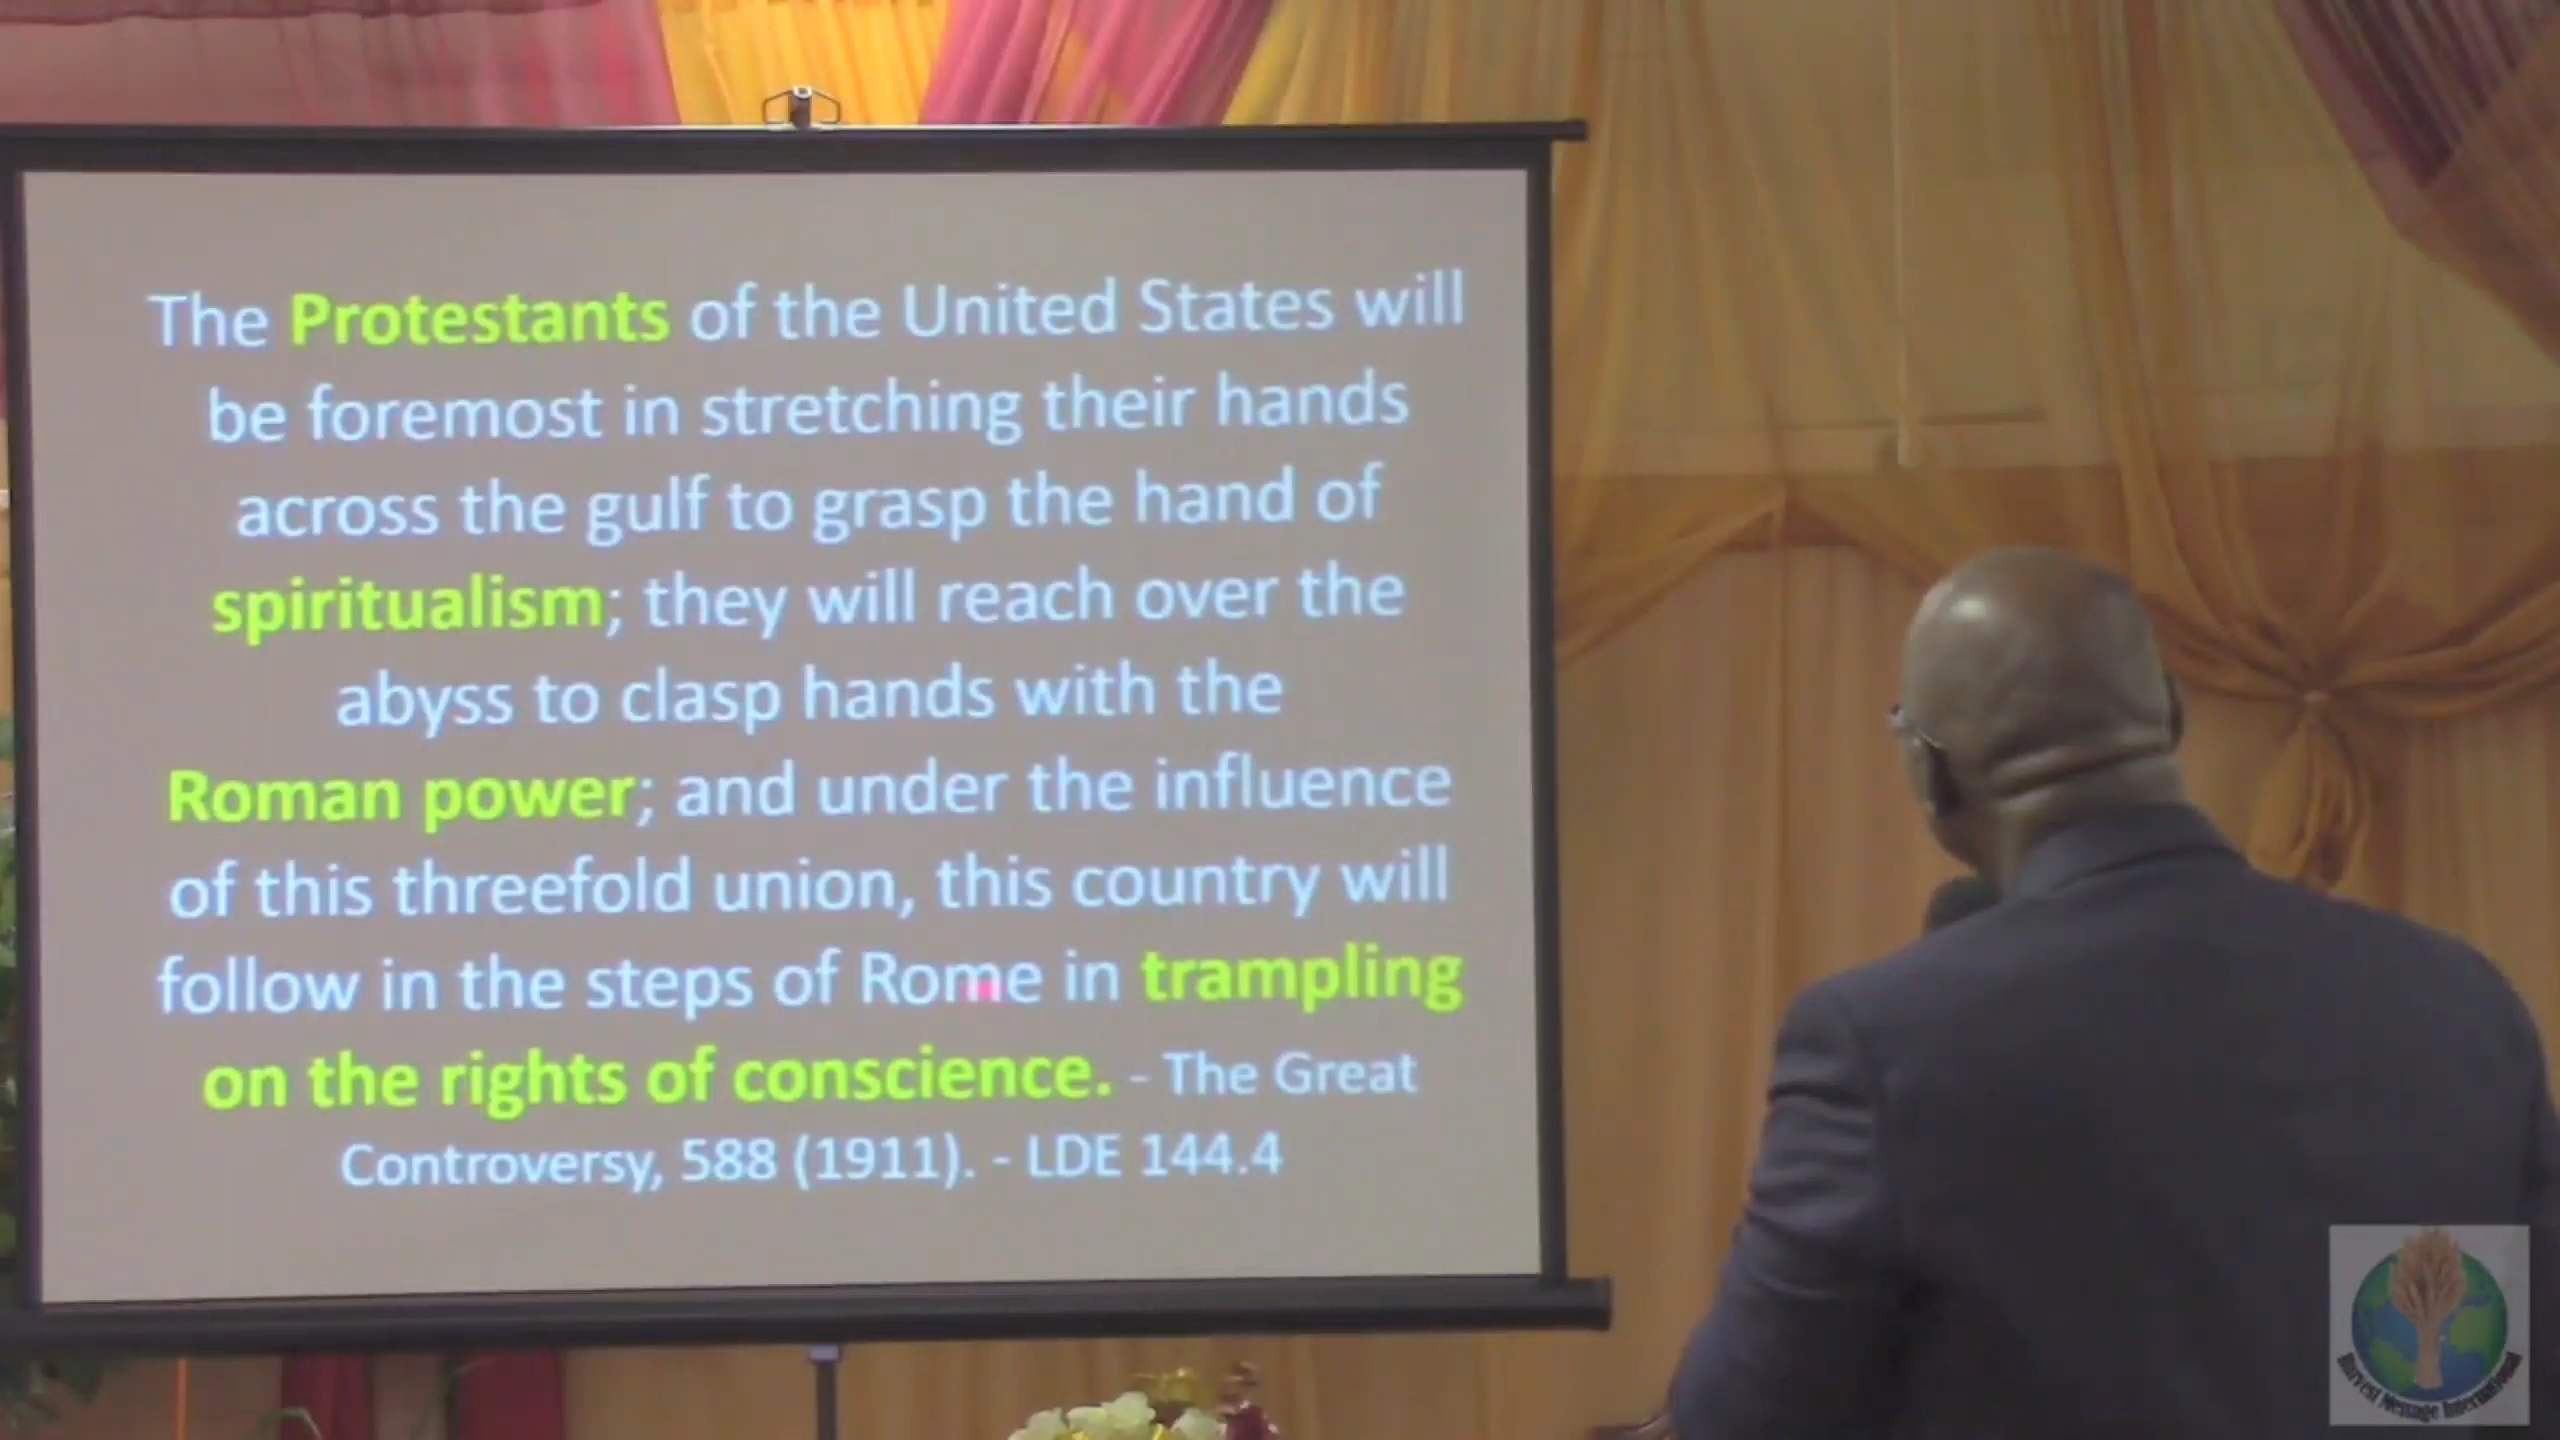 The Protestants of the United States will
be foremost in stretching their hands
across the gulf to grasp the hand of
spiritualism; they will reach over the
abyss to clasp hands with the
Roman power; and under the influence
of this threefold union, this country will
follow in the steps of Rome in trampling
on the rights of conscience. - The Great
Controversy, 588 (1911). - LDE 144.4
Harvest Message International